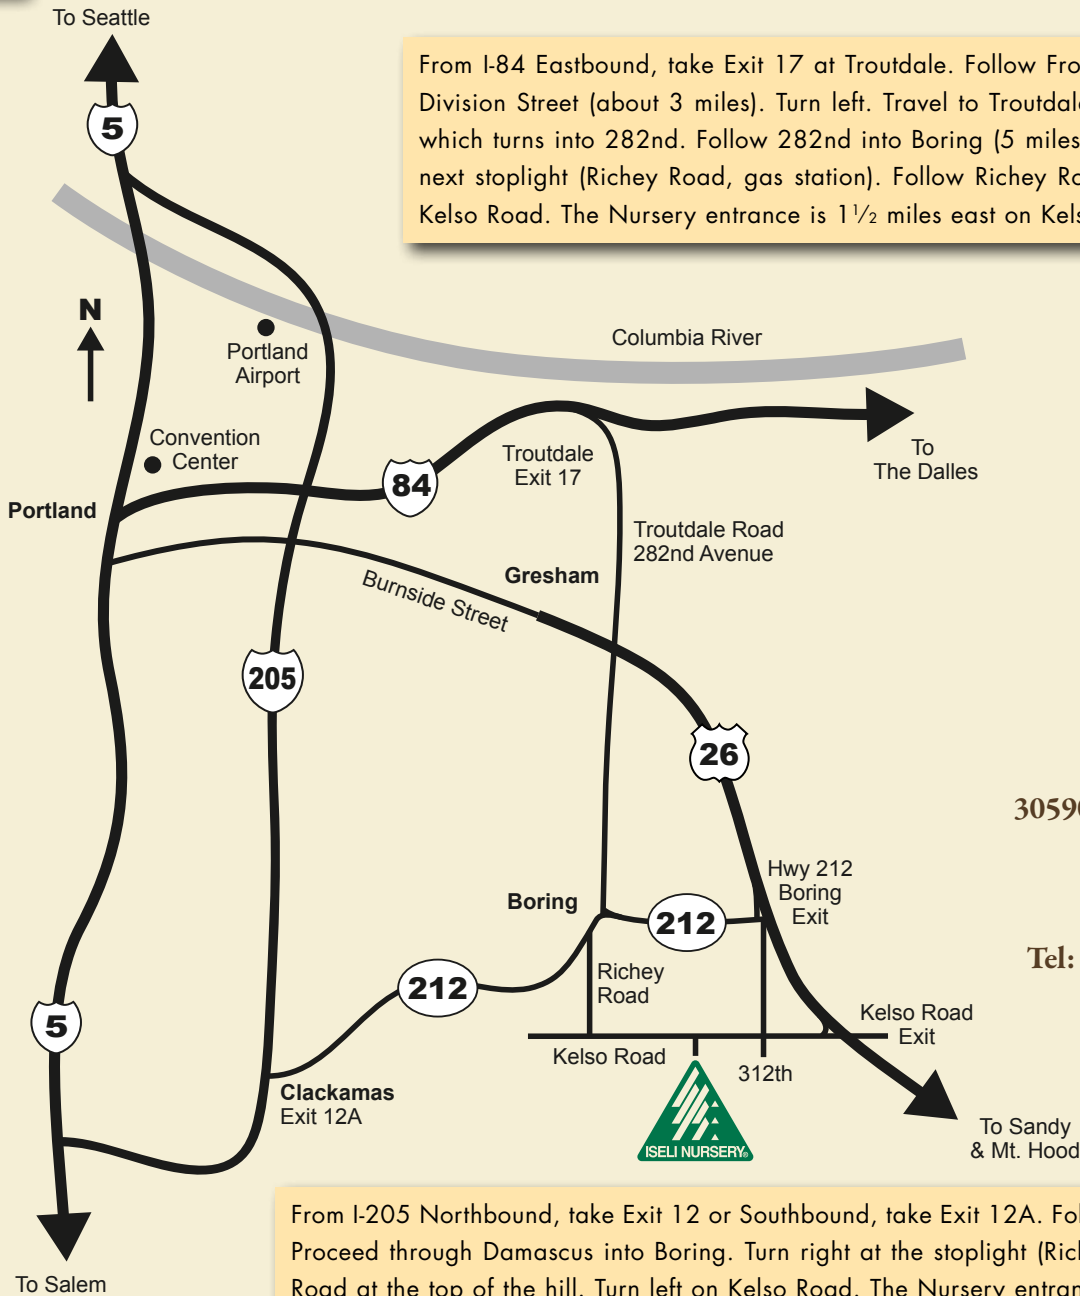 To Seattle
5
From I-84 Eastbound, take Exit 17 at Troutdale. Follow
Division Street (about 3 miles). Turn left. Travel to
which turns into 282nd. Follow 282nd into Boring (5 miles
next stoplight (Richey Road, gas station). Follow Richey
Kelso Road. The Nursery entrance is 1½ miles east on
N
Portland
Airport
Columbia River
Convention
Center
84
Troutdale
Exit 17
To
The Dalles
Portland
Troutdale Road
282nd Avenue
Gresham
Burnside Street
205
26
Hwy 212
Boring
Exit
Boring
212
212
Richey
Road
Tel:
5
Kelso Road
Exit
Kelso Road
312th
Clackamas
Exit 12A
ISELI NURSERY®
To Sandy
& Mt. Hood
From I-205 Northbound, take Exit 12 or Southbound, take Exit 12A.
Proceed through Damascus into Boring. Turn right at the stoplight
Road at the top of the hill. Turn left on Kelso Road. The Nursery
To Salem